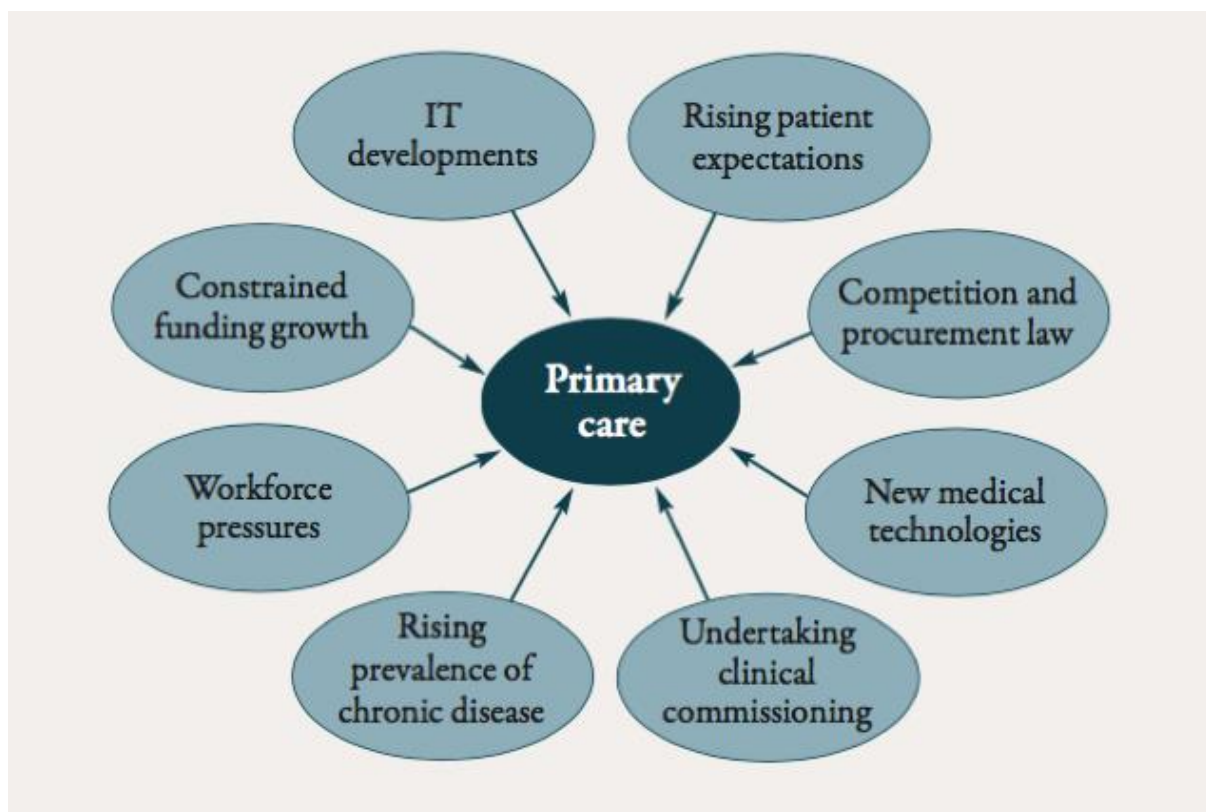 IT
developments
Rising patient
expectations
Constrained
funding growth
Competition and
procurement law
Primary
care
Workforce
pressures
New medical
technologies
Rising
prevalence of
chronic disease
Undertaking
clinical
commissioning